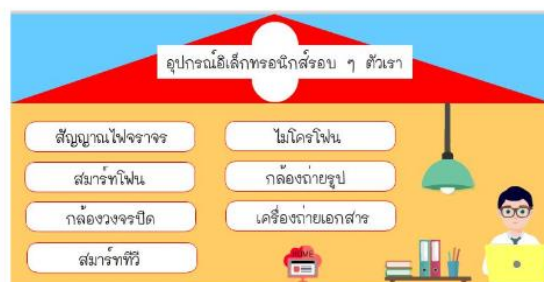 อุปกรณ์อิเล็กทรอนิกส์รอบ ๆ ตัวเรา
สัญญาณไฟจราจร
ไมโครโฟน
สมาร์ทโฟน
กล้องถ่ายรูป
กล้องวงจรปิด
เครื่องถ่ายเอกสาร
สมาร์ททีวี